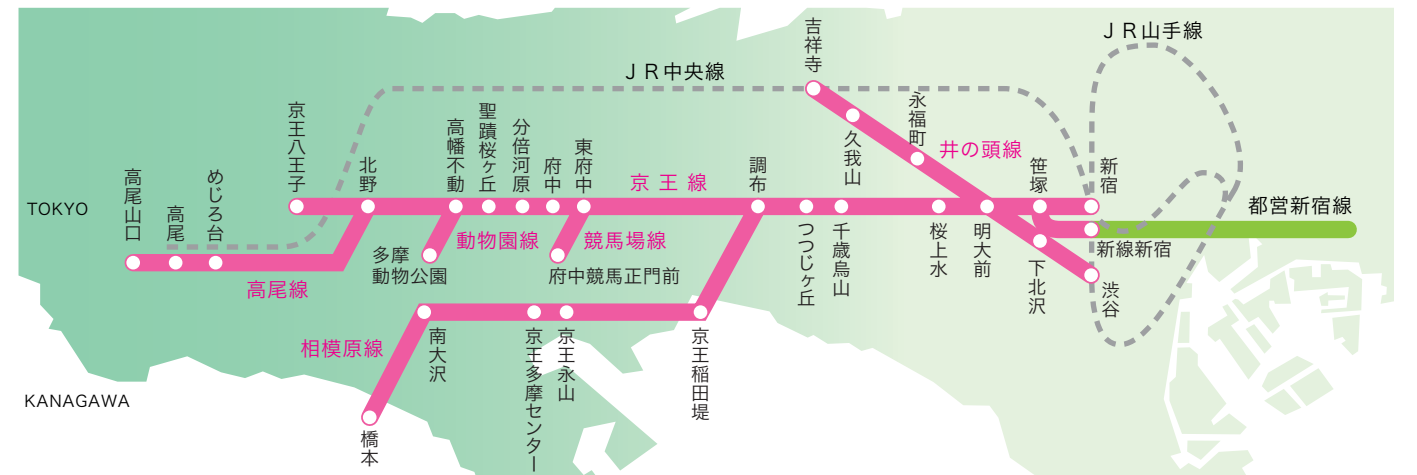 JR山手線
吉祥寺
JR中央線
永福町
久我山
井の頭線
京王八王子
北野
高幡不動
聖蹟桜ヶ丘
分倍河原
府中
東府中
京王線
調布
笹塚
新宿
高尾山口
高尾
めじろ台
TOKYO
都営新宿線
新線新宿
多摩
動物公園
動物園線
競馬場線
府中競馬正門前
つつじヶ丘
千歳烏山
桜上水
明大前
下北沢
渋谷
高尾線
相模原線
南大沢
京王多摩センター
京王永山
京王稲田堤
KANAGAWA
橋本